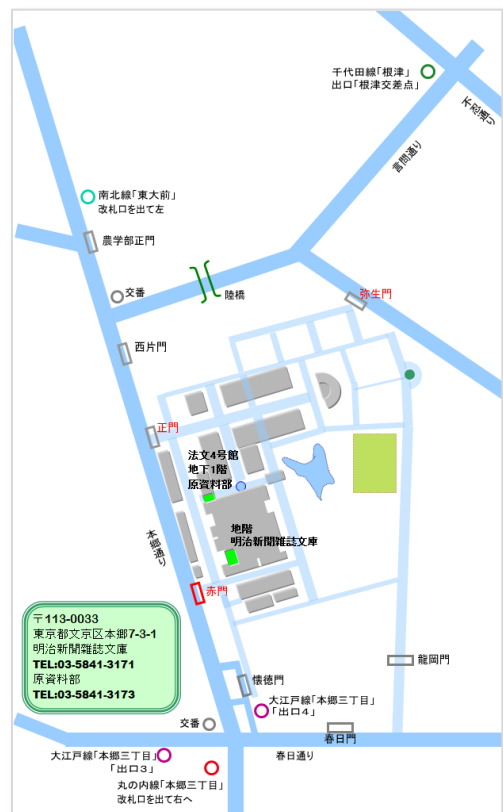 千代田線「根津」
出口「根津交差点」
不忍通り
言問通り
南北線「東大前」
改札口を出て左
農学部正門
交番
陸橋
弥生門
西片門
正門
法文4号館
地下1階
原資料部
本郷通り
地階
明治新聞雑誌文庫
赤門
〒113-0033
東京都文京区本郷7-3-1
明治新聞雑誌文庫
TEL:03-5841-3171
原資料部
TEL:03-5841-3173
龍岡門
懐徳門
大江戸線「本郷三丁目」
「出口４」
交番
春日門
大江戸線「本郷三丁目」
「出口３」
春日通り
丸の内線「本郷三丁目」
改札口を出て右へ